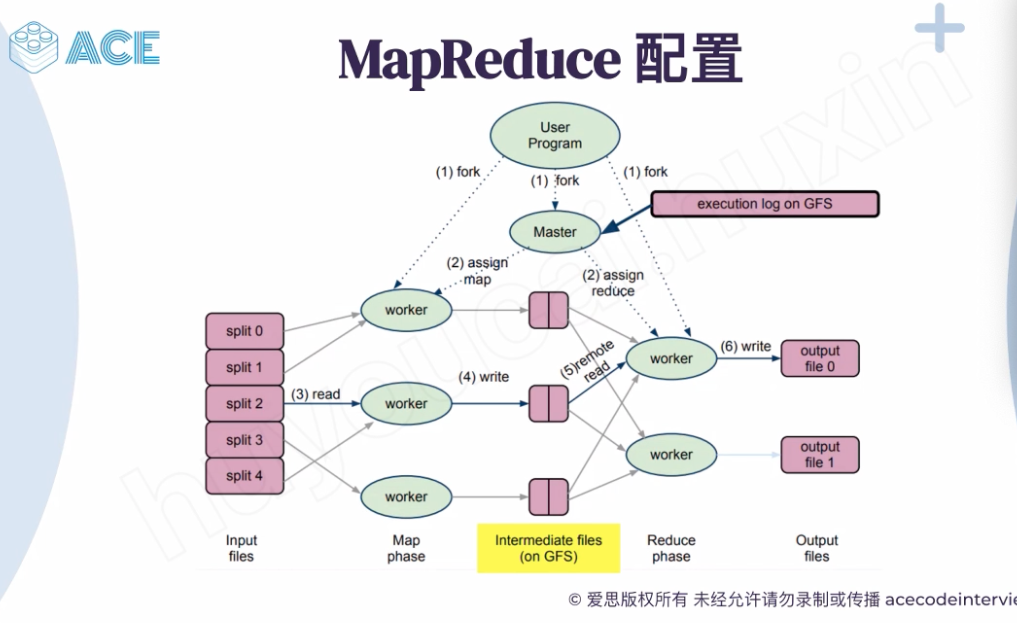 ACE
MapReduce 配置
User
Program
(1) fork
(1) fork
(1) fork
execution log on GFS
Master
(2) assign
map
(2) assign
reduce
worker
split 0
split 1
split 2
split 3
split 4
(3) read
worker
(4) write
(5)remote
read
worker
(6) write
output
file 0
worker
output
file 1
worker
Input
files
Map
phase
Intermediate files
(on GFS)
Reduce
phase
Output
files
© 爱思版权所有 未经允许请勿录制或传播 acecodeintervie